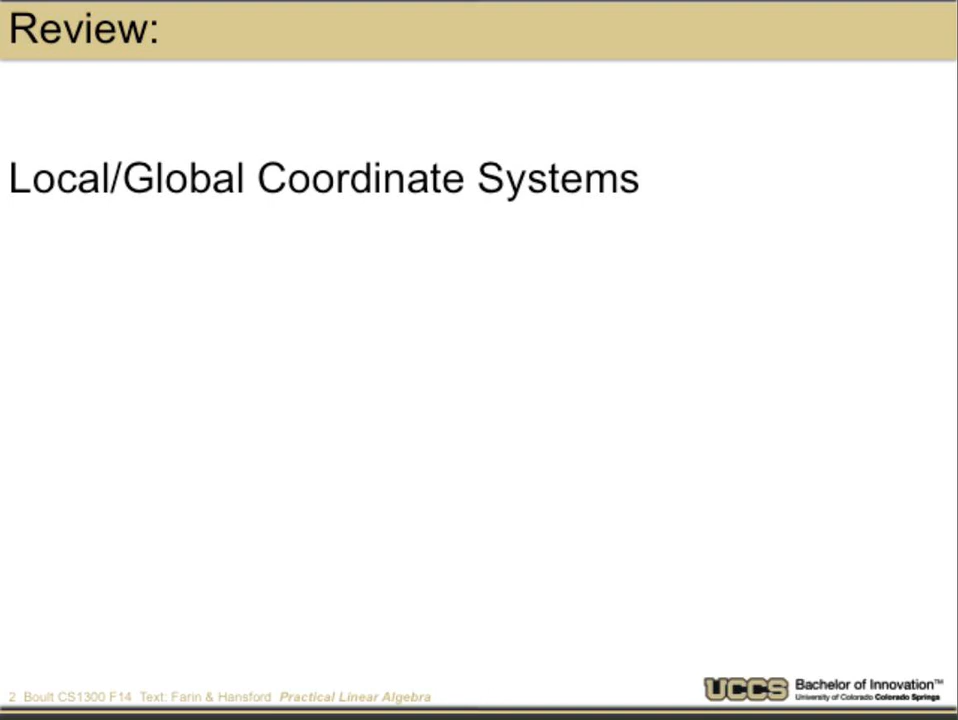 Review:
Local/Global Coordinate Systems
2 Boult CS1300 F14 Text: Farin & Hansford Practical Linear Algebra
UCCS
Bachelor of Innovation™
University of Colorado Colorado Springs